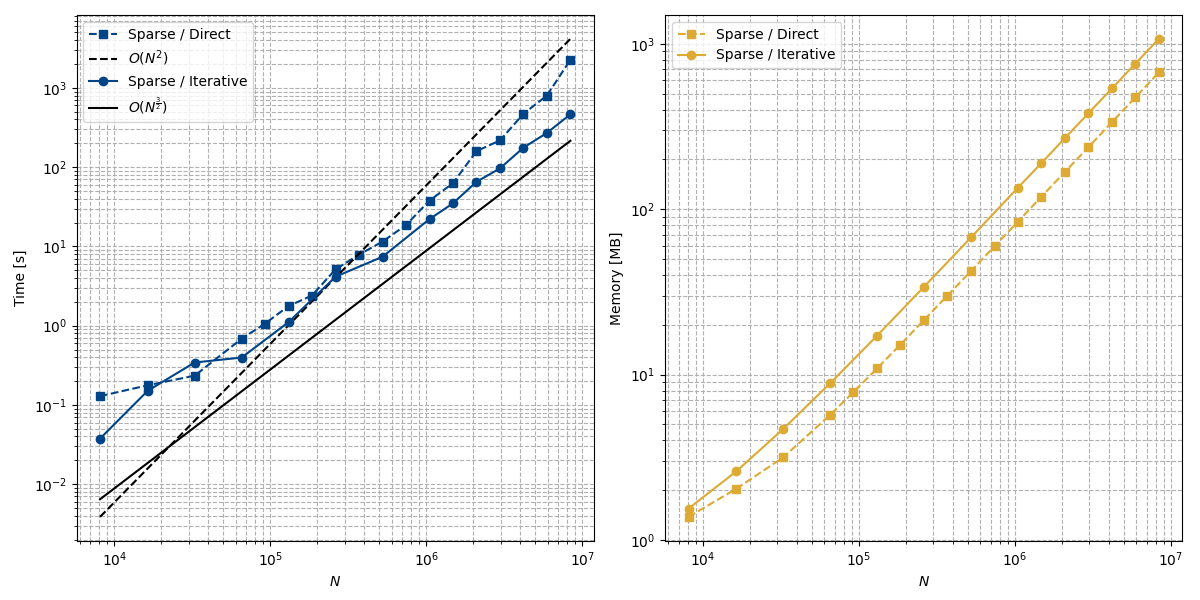 Sparse / Direct
O(N²)
Sparse / Iterative
O(N^{3/2})
Time [s]
10³
10²
10¹
10⁰
10⁻¹
10⁻²
10⁴ 10⁵ 10⁶ 10⁷
N
Sparse / Direct
Sparse / Iterative
Memory [MB]
10³
10²
10¹
10⁰
10⁴ 10⁵ 10⁶ 10⁷
N